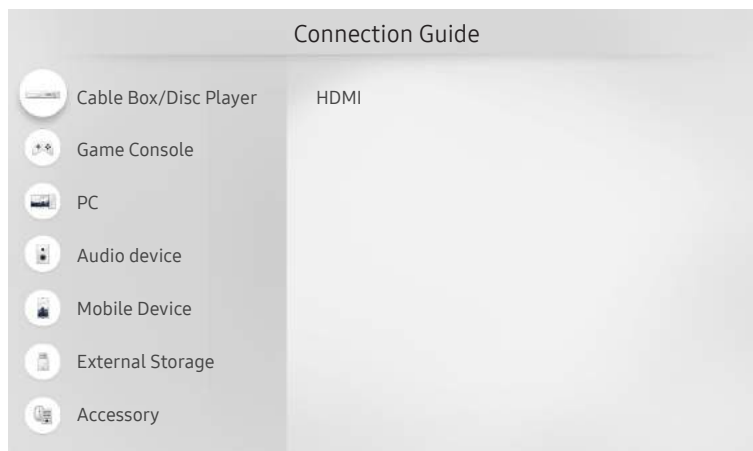 Connection Guide
Cable Box/Disc Player
HDMI
Game Console
PC
Audio device
Mobile Device
External Storage
Accessory